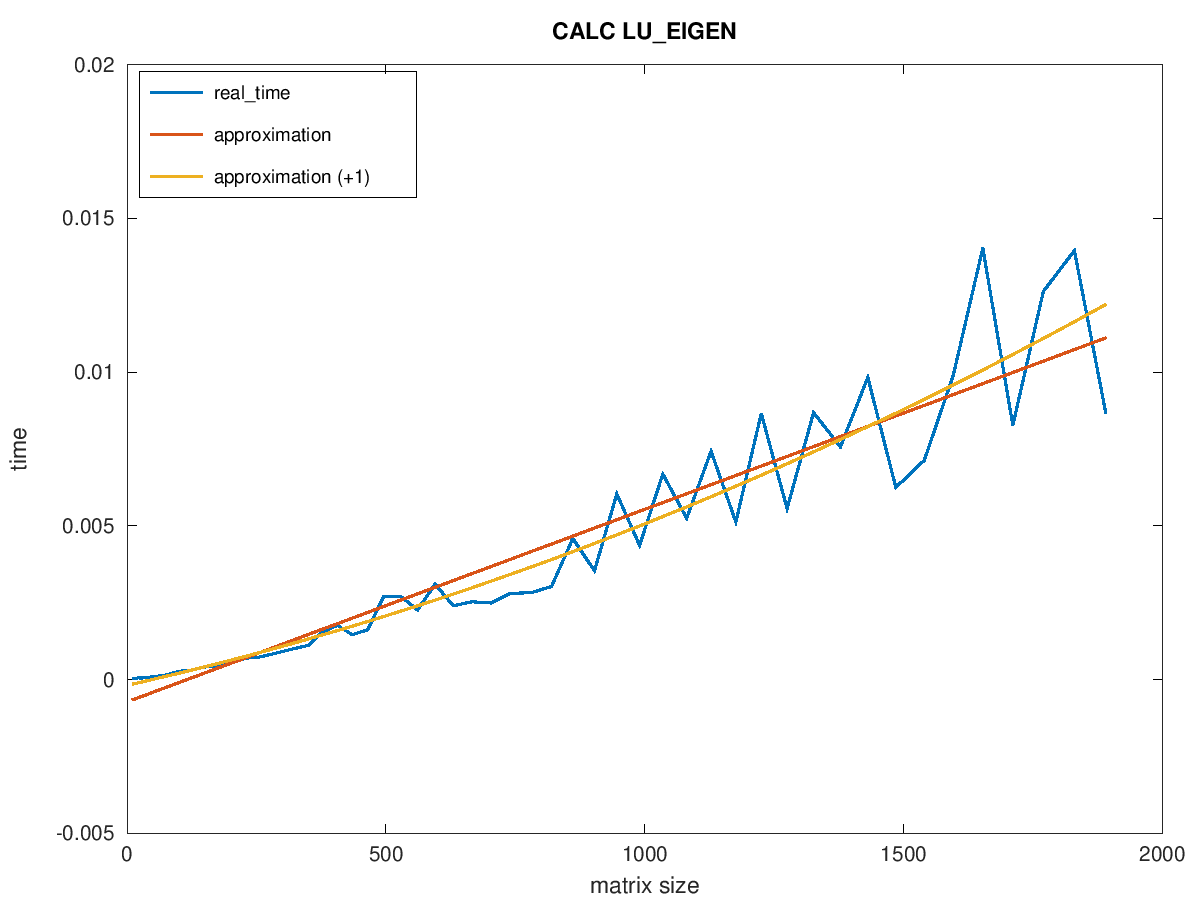 CALC LU_EIGEN
0.02
real_time
approximation
approximation (+1)
0.015
0.01
time
0.005
0
-0.005
0 500 1000 1500 2000
matrix size